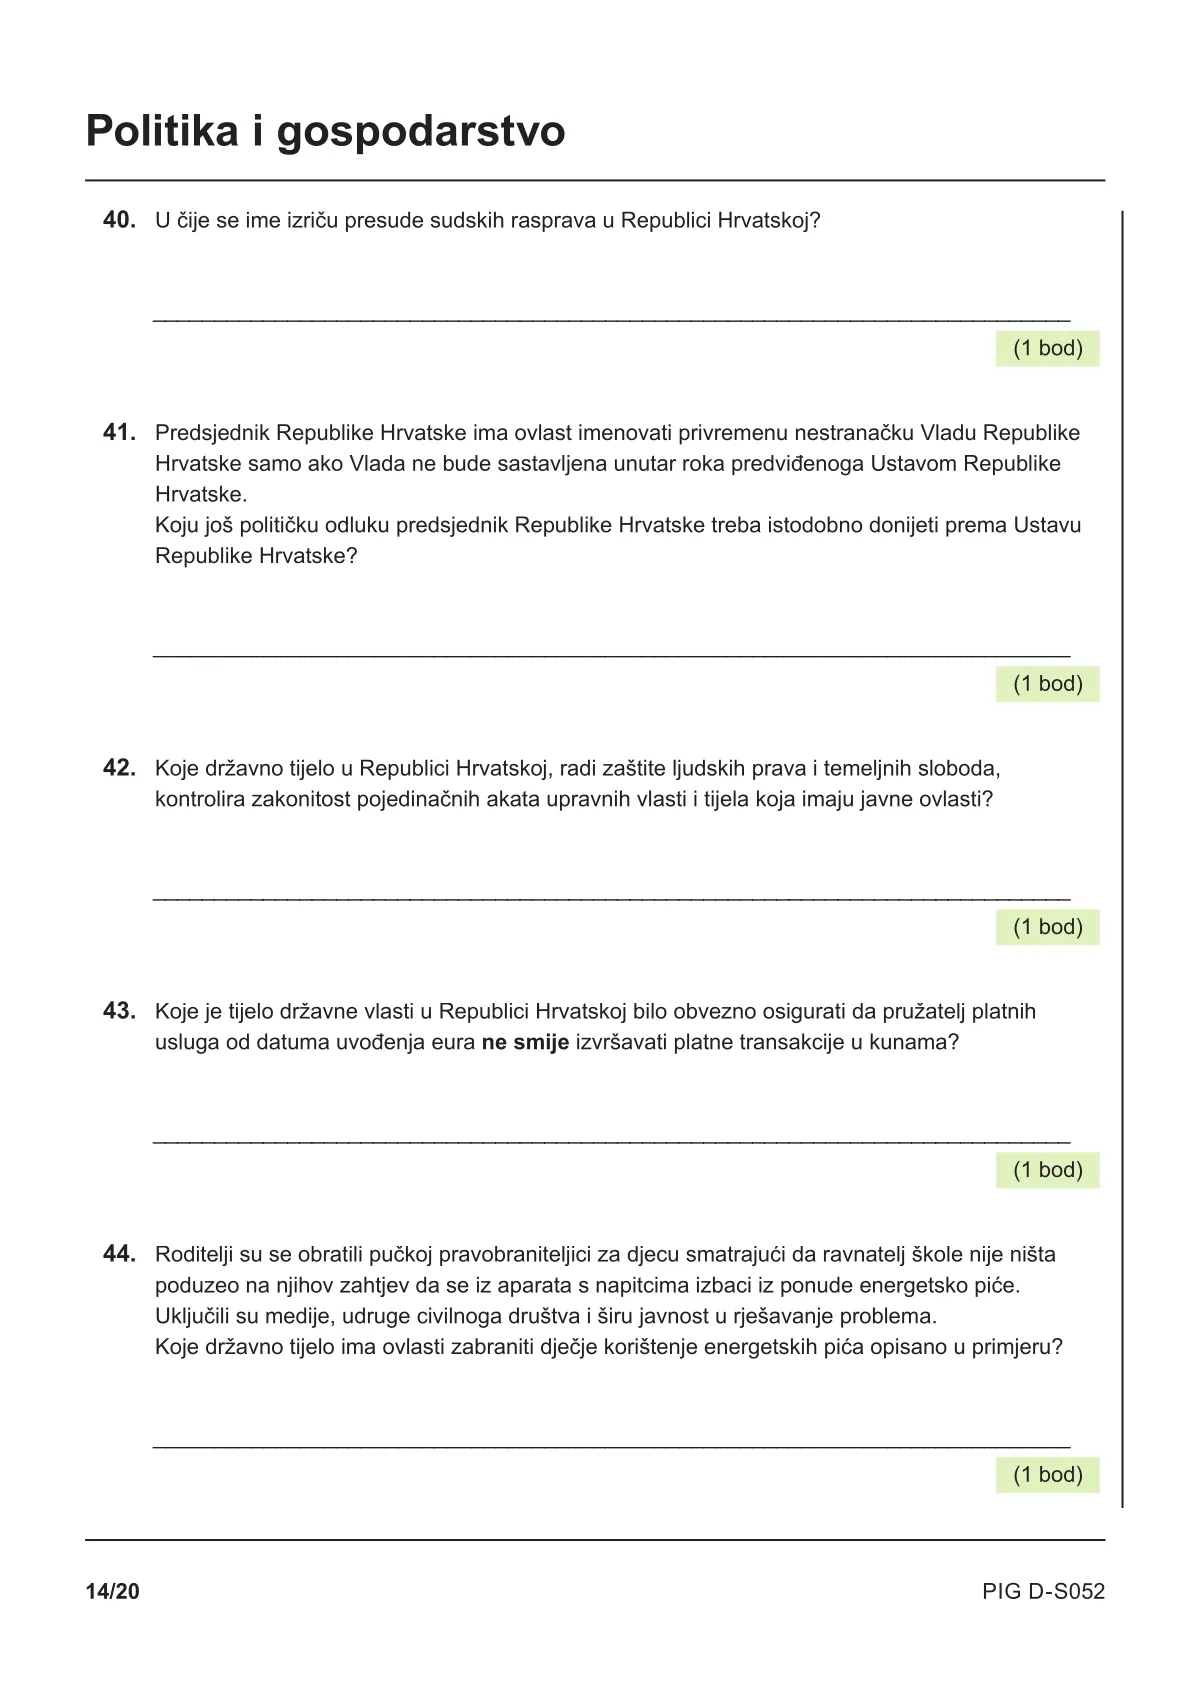 Politika i gospodarstvo
40. U čije se ime izriču presude sudskih rasprava u Republici Hrvatskoj?
(1 bod)
41. Predsjednik Republike Hrvatske ima ovlast imenovati privremenu nestranačku Vladu Republike
Hrvatske samo ako Vlada ne bude sastavljena unutar roka predviđenoga Ustavom Republike
Hrvatske.
Koju još političku odluku predsjednik Republike Hrvatske treba istodobno donijeti prema Ustavu
Republike Hrvatske?
(1 bod)
42. Koje državno tijelo u Republici Hrvatskoj, radi zaštite ljudskih prava i temeljnih sloboda,
kontrolira zakonitost pojedinačnih akata upravnih vlasti i tijela koja imaju javne ovlasti?
(1 bod)
43. Koje je tijelo državne vlasti u Republici Hrvatskoj bilo obvezno osigurati da pružatelj platnih
usluga od datuma uvođenja eura ne smije izvršavati platne transakcije u kunama?
(1 bod)
44. Roditelji su se obratili pučkoj pravobraniteljici za djecu smatrajući da ravnatelj škole nije ništa
poduzeo na njihov zahtjev da se iz aparata s napitcima izbaci iz ponude energetsko piće.
Uključili su medije, udruge civilnoga društva i širu javnost u rješavanje problema.
Koje državno tijelo ima ovlasti zabraniti dječje korištenje energetskih pića opisano u primjeru?
(1 bod)
14/20
PIG D-S052